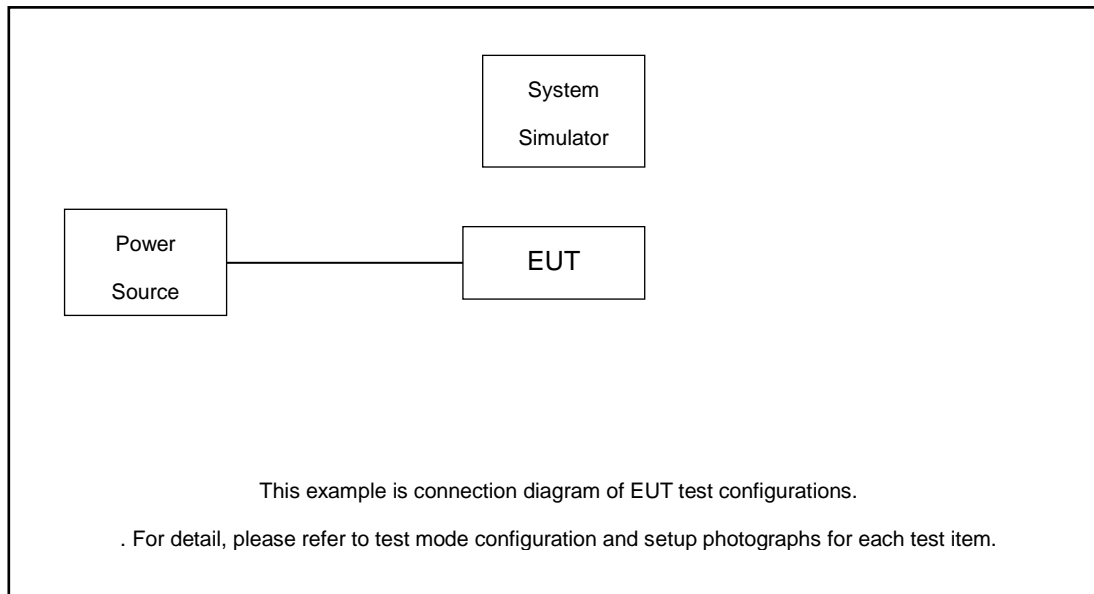 System
Simulator
Power
Source
EUT
This example is connection diagram of EUT test configurations.
. For detail, please refer to test mode configuration and setup photographs for each test item.